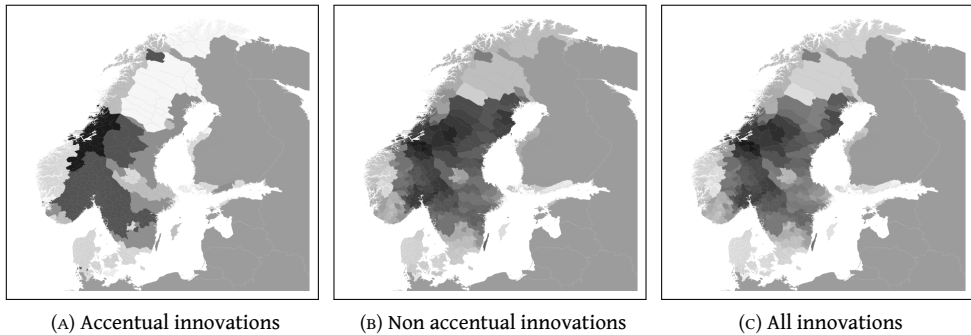 (A) Accentual innovations
(B) Non accentual innovations
(C) All innovations